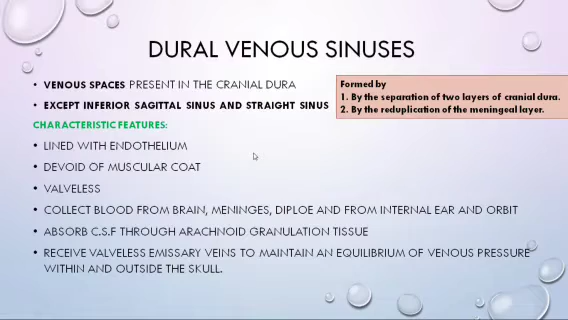 DURAL VENOUS SINUSES
• VENOUS SPACES PRESENT IN THE CRANIAL DURA
• EXCEPT INFERIOR SAGITTAL SINUS AND STRAIGHT SINUS
Formed by
1. By the separation of two layers of cranial dura.
2. By the reduplication of the meningeal layer.
CHARACTERISTIC FEATURES:
• LINED WITH ENDOTHELIUM
• DEVOID OF MUSCULAR COAT
• VALVELESS
• COLLECT BLOOD FROM BRAIN, MENINGES, DIPLOE AND FROM INTERNAL EAR AND ORBIT
• ABSORB C.S.F THROUGH ARACHNOID GRANULATION TISSUE
• RECEIVE VALVELESS EMISSARY VEINS TO MAINTAIN AN EQUILIBRIUM OF VENOUS PRESSURE
WITHIN AND OUTSIDE THE SKULL.